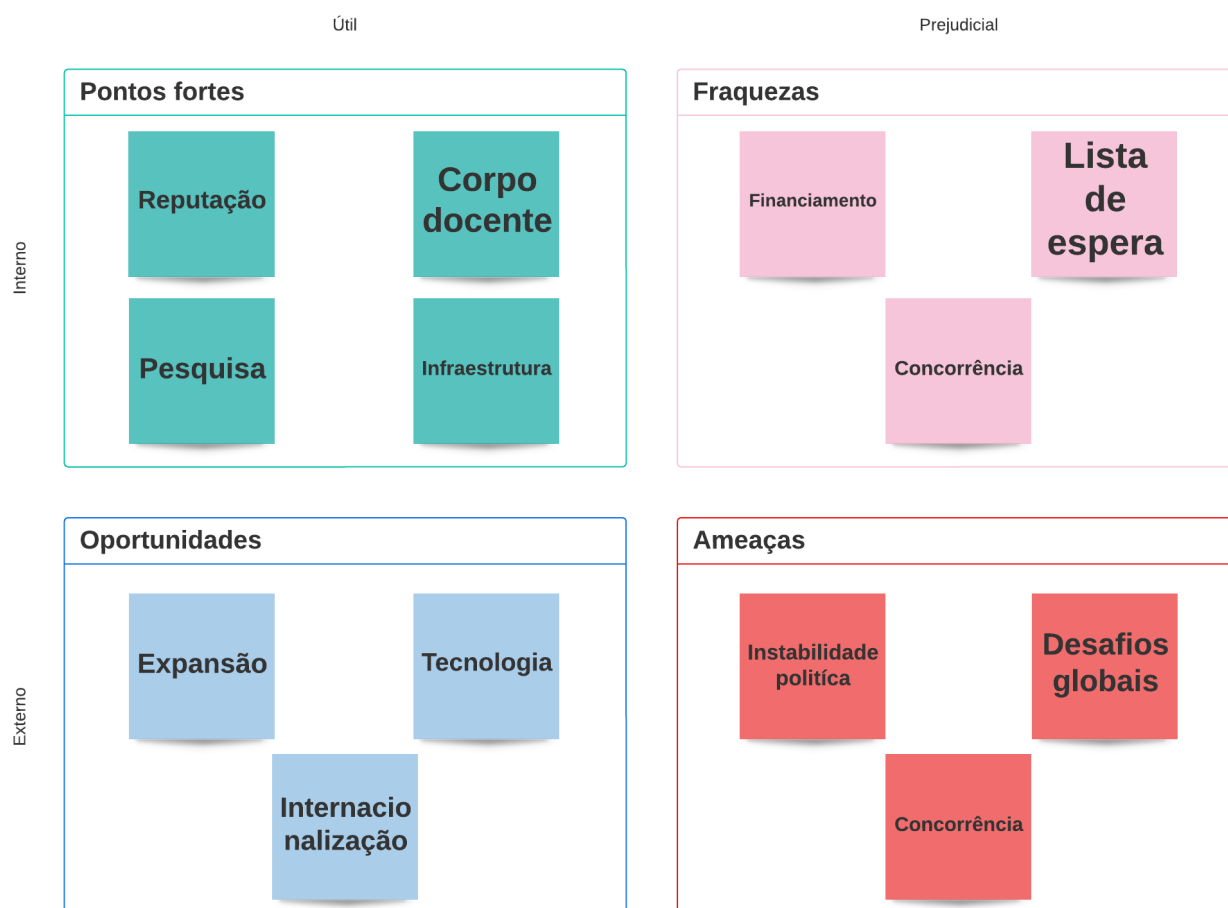 Útil
Prejudicial
Pontos fortes
Fraquezas
Interno
Reputação
Corpo
docente
Financiamento
Lista
de
espera
Pesquisa
Infraestrutura
Concorrência
Oportunidades
Ameaças
Externo
Expansão
Tecnologia
Instabilidade
politíca
Desafios
globais
Internacio
nalização
Concorrência